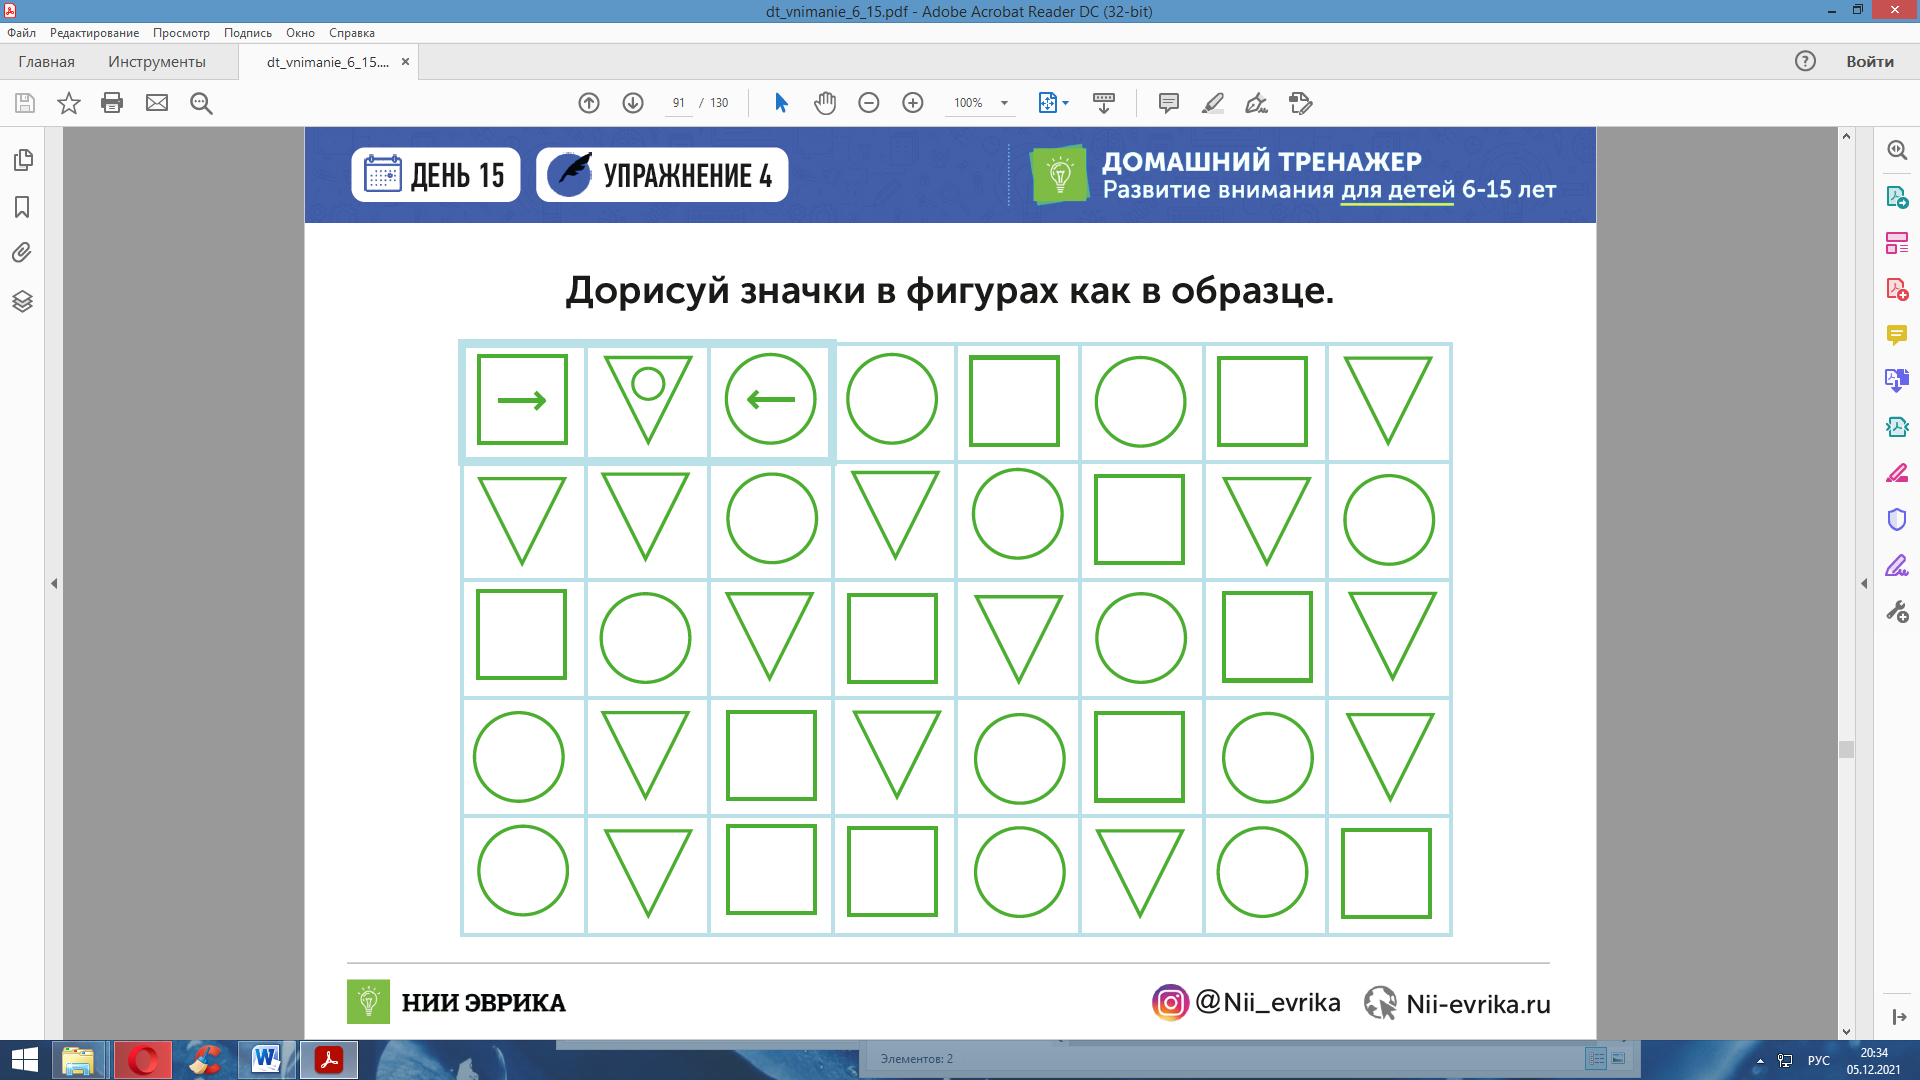 dt_vnimanie_6_15.pdf - Adobe Acrobat Reader DC (32-bit)
Файл Редактирование Просмотр Подпись Окно Справка
Главная Инструменты dt_vnimanie_6_15.... Войти
91 / 130 100%
ДЕНЬ 15 УПРАЖНЕНИЕ 4
ДОМАШНИЙ ТРЕНАЖЕР
Развитие внимания для детей 6-15 лет
Дорисуй значки в фигурах как в образце.
НИИ ЭВРИКА @Nii_evrika Nii-evrika.ru
Элементов: 2
РУС
20:34
05.12.2021